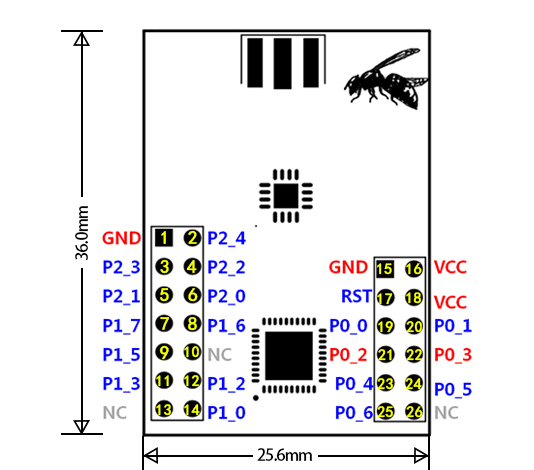 36.0mm
GND 1 2 P2_4
P2_3 3 4 P2_2
P2_1 5 6 P2_0
P1_7 7 8 P1_6
P1_5 9 10 NC
P1_3 11 12 P1_2
NC 13 14 P1_0
GND 15 16 VCC
RST 17 18 VCC
P0_0 19 20 P0_1
P0_2 21 22 P0_3
P0_4 23 24 P0_5
P0_6 25 26 NC
25.6mm